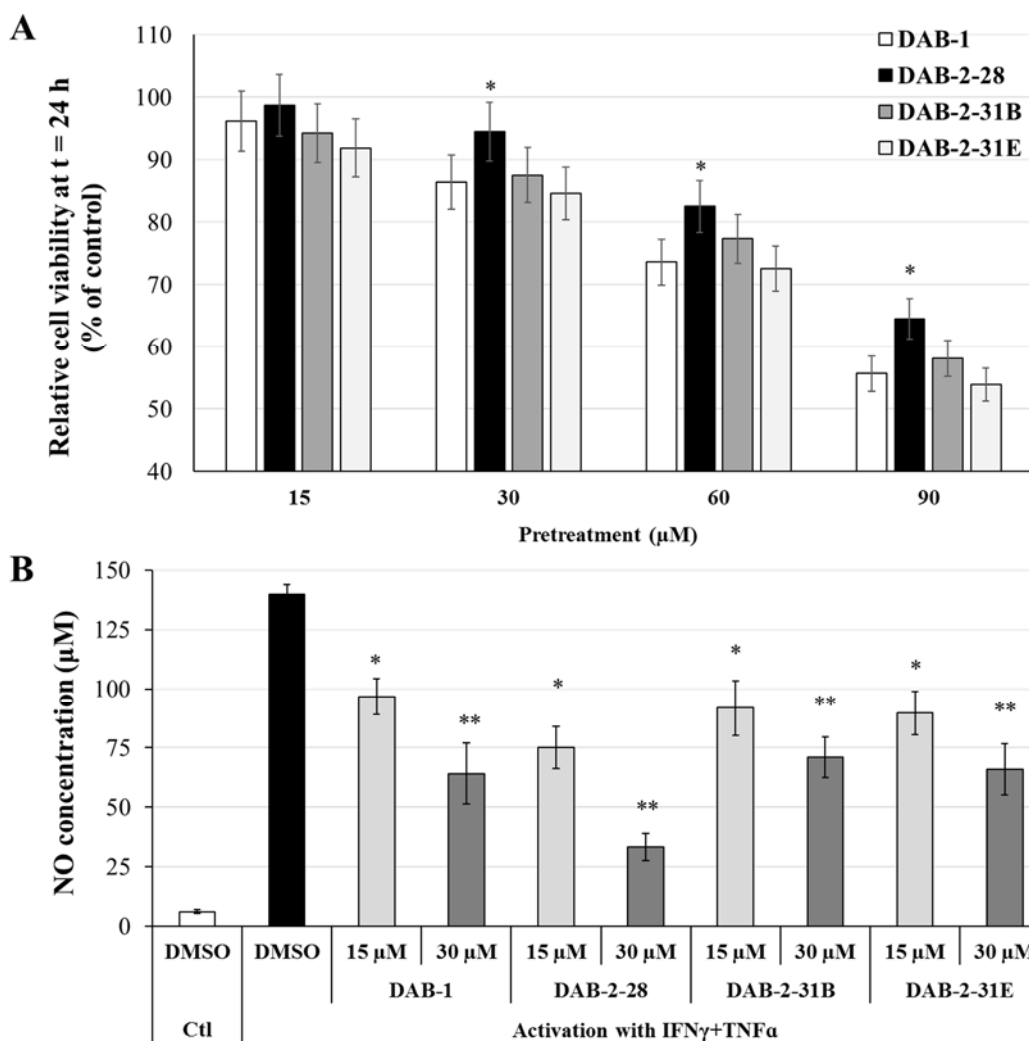 A
Relative cell viability at t = 24 h
(% of control)
110
100
90
80
70
60
50
40
DAB-1
DAB-2-28
DAB-2-31B
DAB-2-31E
*
*
*
15 30 60 90
Pretreatment (µM)
B
NO concentration (µM)
150
125
100
75
50
25
0
* ** * ** * ** * **
DMSO DMSO 15 µM 30 µM 15 µM 30 µM 15 µM 30 µM 15 µM 30 µM
DAB-1 DAB-2-28 DAB-2-31B DAB-2-31E
Ctl Activation with IFNγ+TNFα